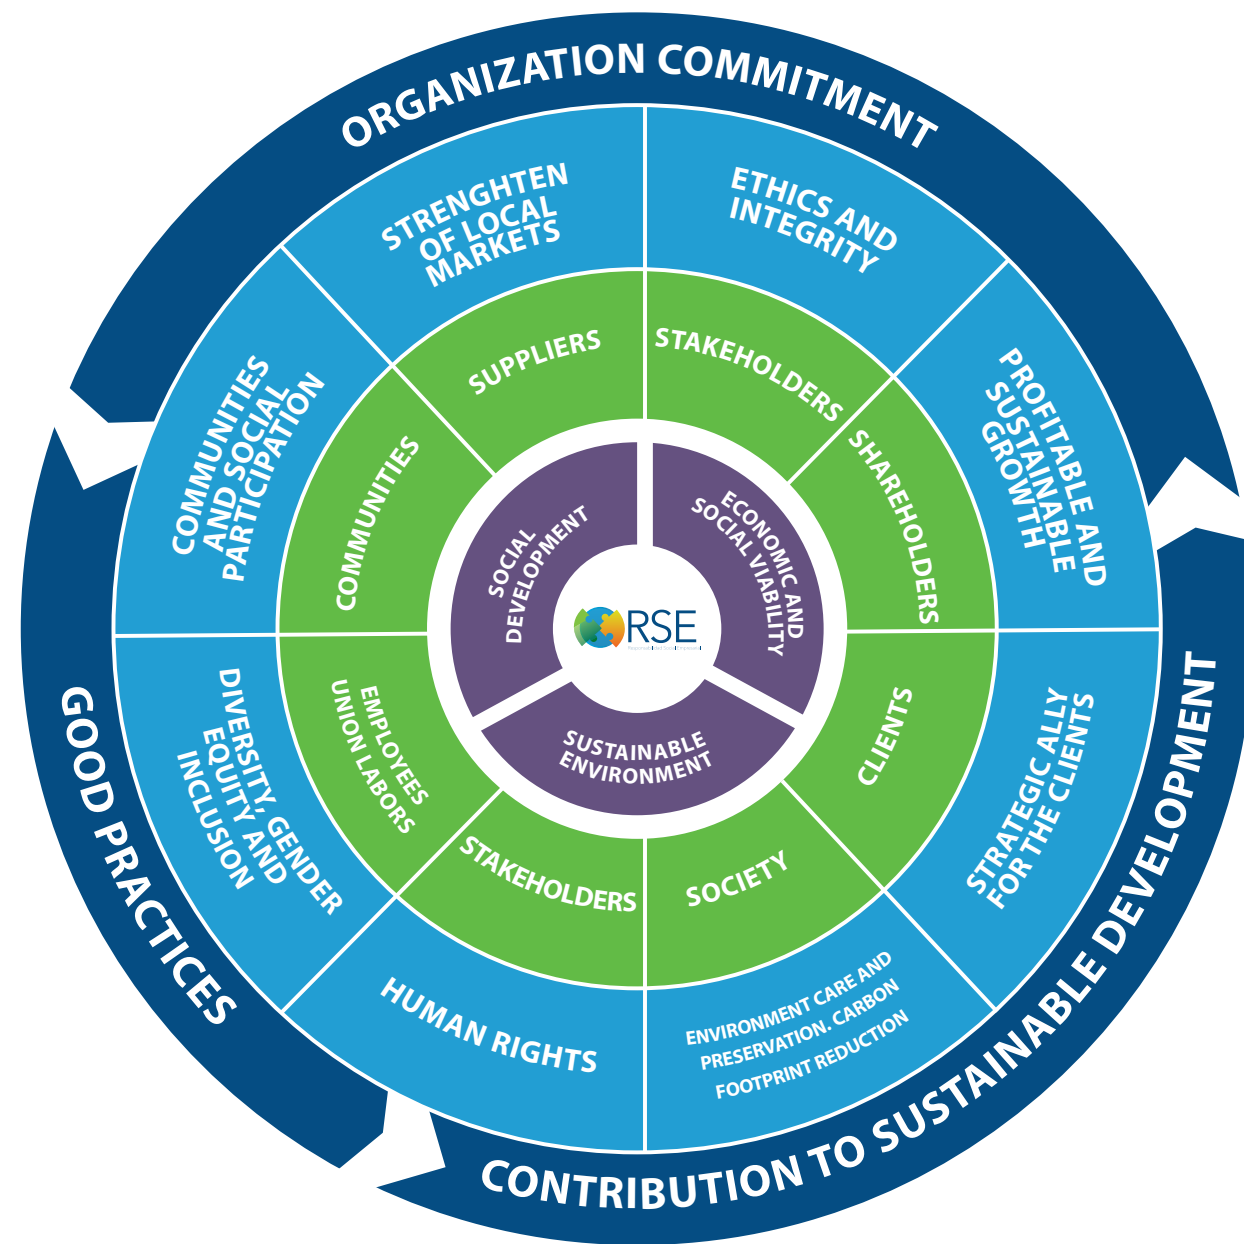 ORGANIZATION COMMITMENT
STRENGHTEN
OF LOCAL
MARKETS
ETHICS AND
INTEGRITY
PROFITABLE AND
SUSTAINABLE
GROWTH
STRATEGIC ALLY
FOR THE CLIENTS
ENVIRONMENT CARE AND
PRESERVATION. CARBON
FOOTPRINT REDUCTION
HUMAN RIGHTS
DIVERSITY, GENDER
EQUITY AND
INCLUSION
COMMUNITIES
AND SOCIAL
PARTICIPATION
SUPPLIERS
STAKEHOLDERS
SHAREHOLDERS
CLIENTS
SOCIETY
STAKEHOLDERS
EMPLOYEES
UNION LABORS
COMMUNITIES
SOCIAL
DEVELOPMENT
ECONOMIC AND
SOCIAL VIABILITY
SUSTAINABLE
ENVIRONMENT
RSE
GOOD PRACTICES
CONTRIBUTION TO SUSTAINABLE DEVELOPMENT